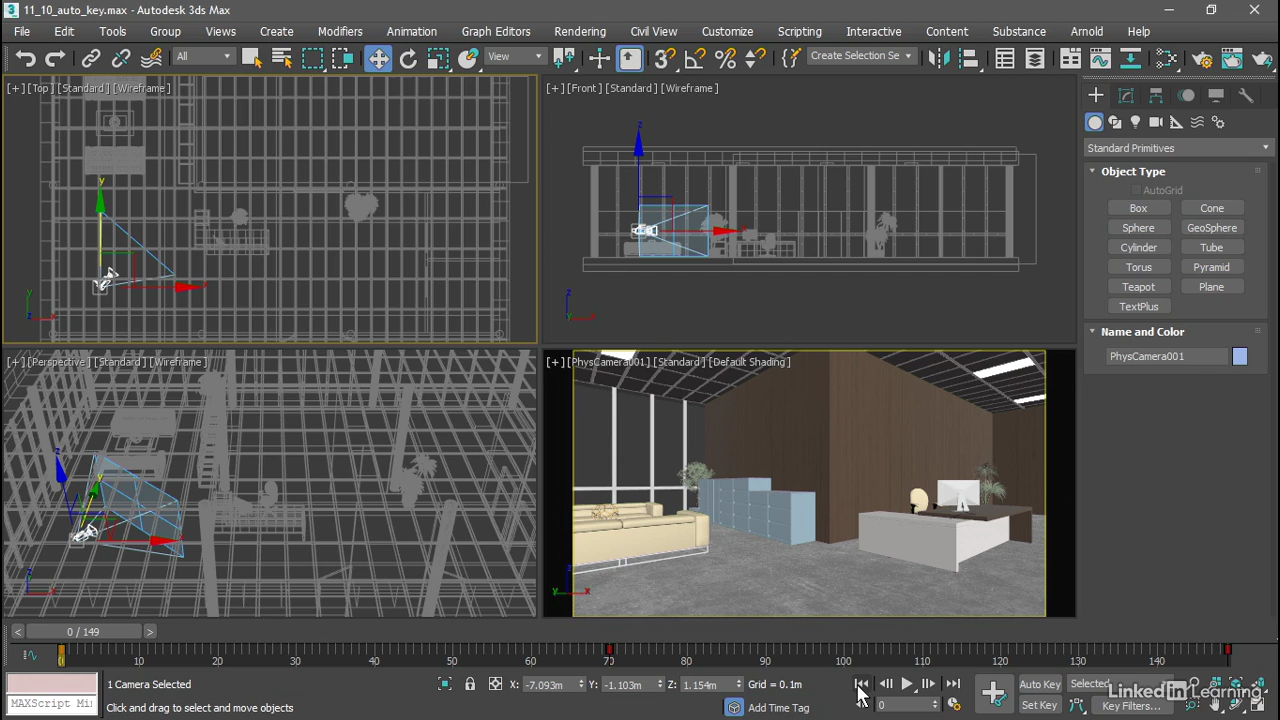 11_10_auto_key.max - Autodesk 3ds Max
File Edit Tools Group Views Create Modifiers Animation Graph Editors Rendering Civil View Customize Scripting Interactive Content Substance Arnold Help
All View Create Selection Se
[+] [Top] [Standard] [Wireframe]
[+] [Front] [Standard] [Wireframe]
Standard Primitives
Object Type
AutoGrid
Box Cone
Sphere GeoSphere
Cylinder Tube
Torus Pyramid
Teapot Plane
TextPlus
Name and Color
PhysCamera001
[+] [Perspective] [Standard] [Wireframe]
[+] [PhysCamera001] [Standard] [Default Shading]
< 0 / 149 >
0 10 20 30 40 50 60 70 80 90 100 110 120 130 140
1 Camera Selected
X: -7.093m Y: -1.103m Z: 1.154m Grid = 0.1m
Auto Key Selected
LinkedIn Learning
MAXScript Mi
Click and drag to select and move objects
Add Time Tag
0
Set Key Key Filters...